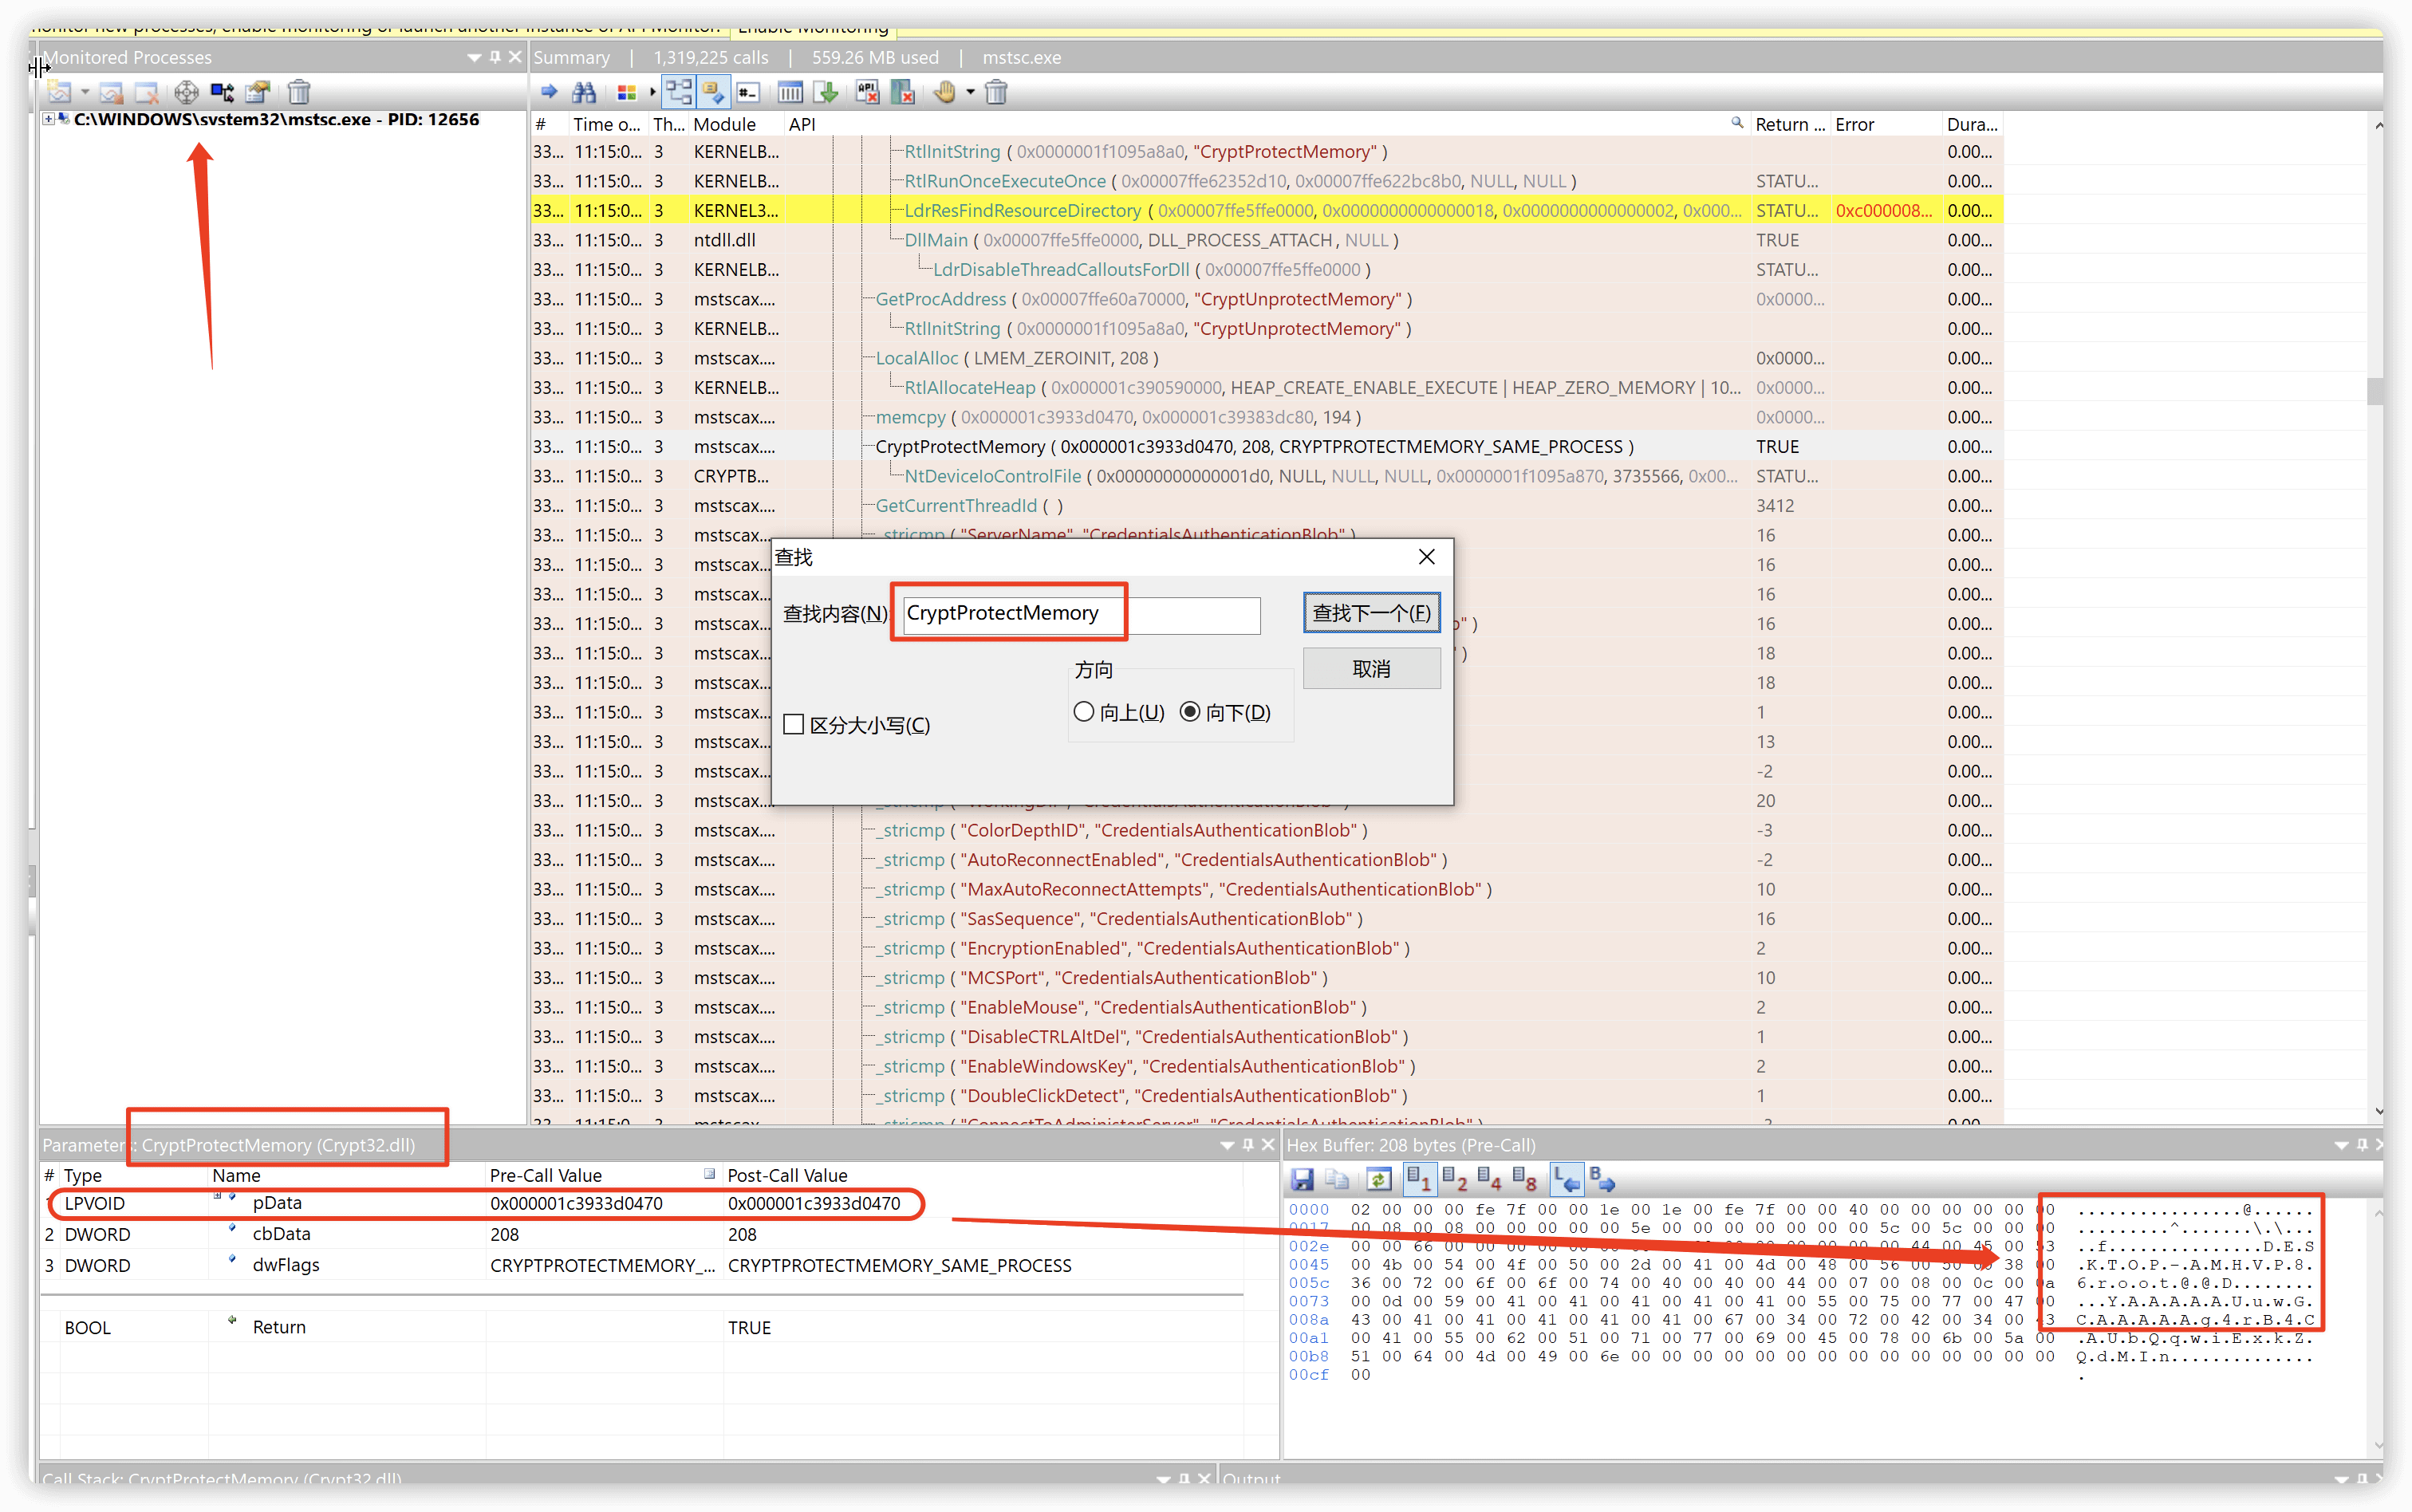 Monitored Processes
Summary | 1,319,225 calls | 559.26 MB used | mstsc.exe
C:\WINDOWS\system32\mstsc.exe - PID: 12656
# Time o... Th... Module API Return ... Error Dura...
33... 11:15:0... 3 KERNELB... RtlInitString ( 0x0000001f1095a8a0, "CryptProtectMemory" ) 0.00...
33... 11:15:0... 3 KERNELB... RtlRunOnceExecuteOnce ( 0x00007ffe62352d10, 0x00007ffe622bc8b0, NULL, NULL ) STATU... 0.00...
33... 11:15:0... 3 KERNEL3... LdrResFindResourceDirectory ( 0x00007ffe5ffe0000, 0x0000000000000018, 0x0000000000000002, 0x000... STATU... 0xc000008... 0.00...
33... 11:15:0... 3 ntdll.dll DllMain ( 0x00007ffe5ffe0000, DLL_PROCESS_ATTACH , NULL ) TRUE 0.00...
33... 11:15:0... 3 KERNELB... LdrDisableThreadCalloutsForDll ( 0x00007ffe5ffe0000 ) STATU... 0.00...
33... 11:15:0... 3 mstscax.... GetProcAddress ( 0x00007ffe60a70000, "CryptUnprotectMemory" ) 0x0000... 0.00...
33... 11:15:0... 3 KERNELB... RtlInitString ( 0x0000001f1095a8a0, "CryptUnprotectMemory" ) 0.00...
33... 11:15:0... 3 mstscax.... LocalAlloc ( LMEM_ZEROINIT, 208 ) 0x0000... 0.00...
33... 11:15:0... 3 KERNELB... RtlAllocateHeap ( 0x000001c390590000, HEAP_CREATE_ENABLE_EXECUTE | HEAP_ZERO_MEMORY | 10... 0x0000... 0.00...
33... 11:15:0... 3 mstscax.... memcpy ( 0x000001c3933d0470, 0x000001c39383dc80, 194 ) 0x0000... 0.00...
33... 11:15:0... 3 mstscax.... CryptProtectMemory ( 0x000001c3933d0470, 208, CRYPTPROTECTMEMORY_SAME_PROCESS ) TRUE 0.00...
33... 11:15:0... 3 CRYPTB... NtDeviceIoControlFile ( 0x00000000000001d0, NULL, NULL, NULL, 0x0000001f1095a870, 3735566, 0x00... STATU... 0.00...
33... 11:15:0... 3 mstscax.... GetCurrentThreadId ( ) 3412 0.00...
33... 11:15:0... 3 mstscax.... _stricmp ( "ServerName", "CredentialsAuthenticationBlob" ) 16 0.00...
33... 11:15:0... 3 mstscax.... 16 0.00...
33... 11:15:0... 3 mstscax.... 16 0.00...
33... 11:15:0... 3 mstscax.... " ) 16 0.00...
33... 11:15:0... 3 mstscax.... ' ) 18 0.00...
33... 11:15:0... 3 mstscax.... 18 0.00...
33... 11:15:0... 3 mstscax.... 1 0.00...
33... 11:15:0... 3 mstscax.... 13 0.00...
33... 11:15:0... 3 mstscax.... -2 0.00...
33... 11:15:0... 3 mstscax.... 20 0.00...
33... 11:15:0... 3 mstscax.... _stricmp ( "ColorDepthID", "CredentialsAuthenticationBlob" ) -3 0.00...
33... 11:15:0... 3 mstscax.... _stricmp ( "AutoReconnectEnabled", "CredentialsAuthenticationBlob" ) -2 0.00...
33... 11:15:0... 3 mstscax.... _stricmp ( "MaxAutoReconnectAttempts", "CredentialsAuthenticationBlob" ) 10 0.00...
33... 11:15:0... 3 mstscax.... _stricmp ( "SasSequence", "CredentialsAuthenticationBlob" ) 16 0.00...
33... 11:15:0... 3 mstscax.... _stricmp ( "EncryptionEnabled", "CredentialsAuthenticationBlob" ) 2 0.00...
33... 11:15:0... 3 mstscax.... _stricmp ( "MCSPort", "CredentialsAuthenticationBlob" ) 10 0.00...
33... 11:15:0... 3 mstscax.... _stricmp ( "EnableMouse", "CredentialsAuthenticationBlob" ) 2 0.00...
33... 11:15:0... 3 mstscax.... _stricmp ( "DisableCTRLAltDel", "CredentialsAuthenticationBlob" ) 1 0.00...
33... 11:15:0... 3 mstscax.... _stricmp ( "EnableWindowsKey", "CredentialsAuthenticationBlob" ) 2 0.00...
33... 11:15:0... 3 mstscax.... _stricmp ( "DoubleClickDetect", "CredentialsAuthenticationBlob" ) 1 0.00...
查找
查找内容(N): CryptProtectMemory 查找下一个(F)
取消
方向
向上(U) 向下(D)
区分大小写(C)
Parameters: CryptProtectMemory (Crypt32.dll)
# Type Name Pre-Call Value Post-Call Value
1 LPVOID pData 0x000001c3933d0470 0x000001c3933d0470
2 DWORD cbData 208 208
3 DWORD dwFlags CRYPTPROTECTMEMORY_... CRYPTPROTECTMEMORY_SAME_PROCESS
BOOL Return TRUE
Hex Buffer: 208 bytes (Pre-Call)
0000 02 00 00 00 fe 7f 00 00 1e 00 1e 00 fe 7f 00 00 40 00 00 00 00 00 00 ................@......
0017 00 08 00 08 00 00 00 00 00 5e 00 00 00 00 00 00 00 5c 00 5c 00 00 00 .........^.......\.\...
002e 00 00 66 00 00 00 44 00 45 00 53 ..f..............D.E.S
0045 00 4b 00 54 00 4f 00 50 00 2d 00 41 00 4d 00 48 00 56 00 50 00 38 00 .K.T.O.P.-.A.M.H.V.P.8.
005c 36 00 72 00 6f 00 6f 00 74 00 40 00 40 00 44 00 07 00 08 00 0c 00 0a 6.r.o.o.t.@.@.D........
0073 00 0d 00 59 00 41 00 41 00 41 00 41 00 41 00 55 00 75 00 77 00 47 00 ...Y.A.A.A.A.A.U.u.w.G.
008a 43 00 41 00 41 00 41 00 41 00 41 00 67 00 34 00 72 00 42 00 34 00 43 C.A.A.A.A.A.g.4.r.B.4.C
00a1 00 41 00 55 00 62 00 51 00 71 00 77 00 69 00 45 00 78 00 6b 00 5a 00 .A.U.b.Q.q.w.i.E.x.k.Z.
00b8 51 00 64 00 4d 00 49 00 6e 00 00 00 00 00 00 00 00 00 00 00 00 00 00 Q.d.M.I.n..............
00cf 00 .
Call Stack: CryptProtectMemory (Crypt32.dll)
Output